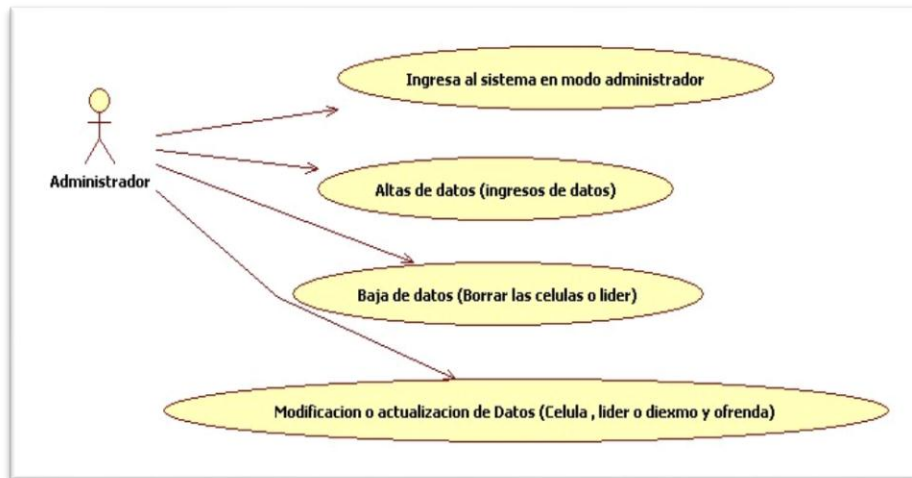 Ingresa al sistema en modo administrador
Administrador
Altas de datos (ingresos de datos)
Baja de datos (Borrar las celulas o lider)
Modificacion o actualizacion de Datos (Celula , lider o diexmo y ofrenda)